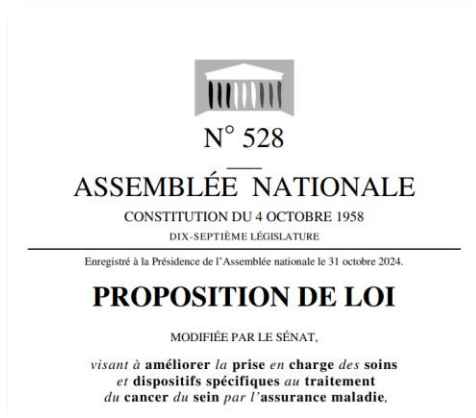 N° 528
ASSEMBLÉE NATIONALE
CONSTITUTION DU 4 OCTOBRE 1958
DIX-SEPTIÈME LÉGISLATURE
Enregistré à la Présidence de l'Assemblée nationale le 31 octobre 2024.
PROPOSITION DE LOI
MODIFIÉE PAR LE SÉNAT,
visant à améliorer la prise en charge des soins
et dispositifs spécifiques au traitement
du cancer du sein par l'assurance maladie,